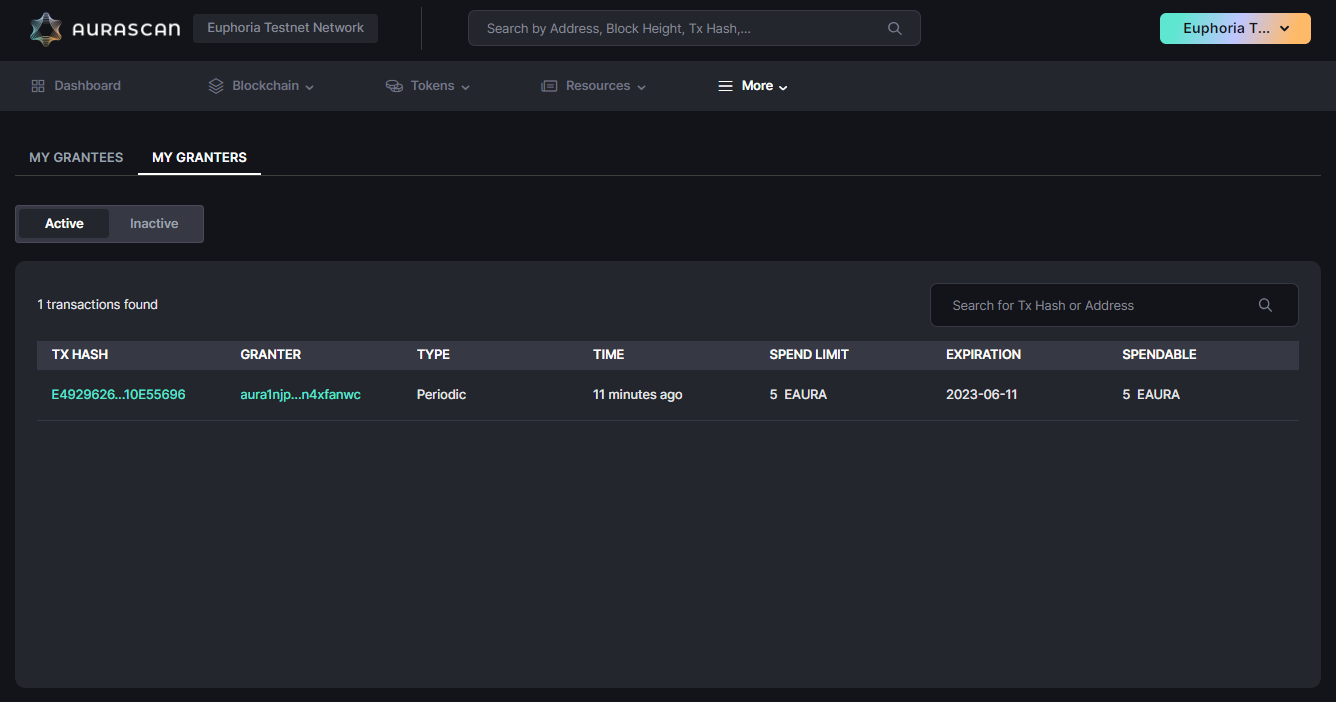 AURASCAN Euphoria Testnet Network Search by Address, Block Height, Tx Hash,... Euphoria T...
Dashboard Blockchain Tokens Resources More
MY GRANTEES MY GRANTERS
Active Inactive
1 transactions found Search for Tx Hash or Address
TX HASH GRANTER TYPE TIME SPEND LIMIT EXPIRATION SPENDABLE
E4929626...10E55696 aura1njp...n4xfanwc Periodic 11 minutes ago 5 EAURA 2023-06-11 5 EAURA